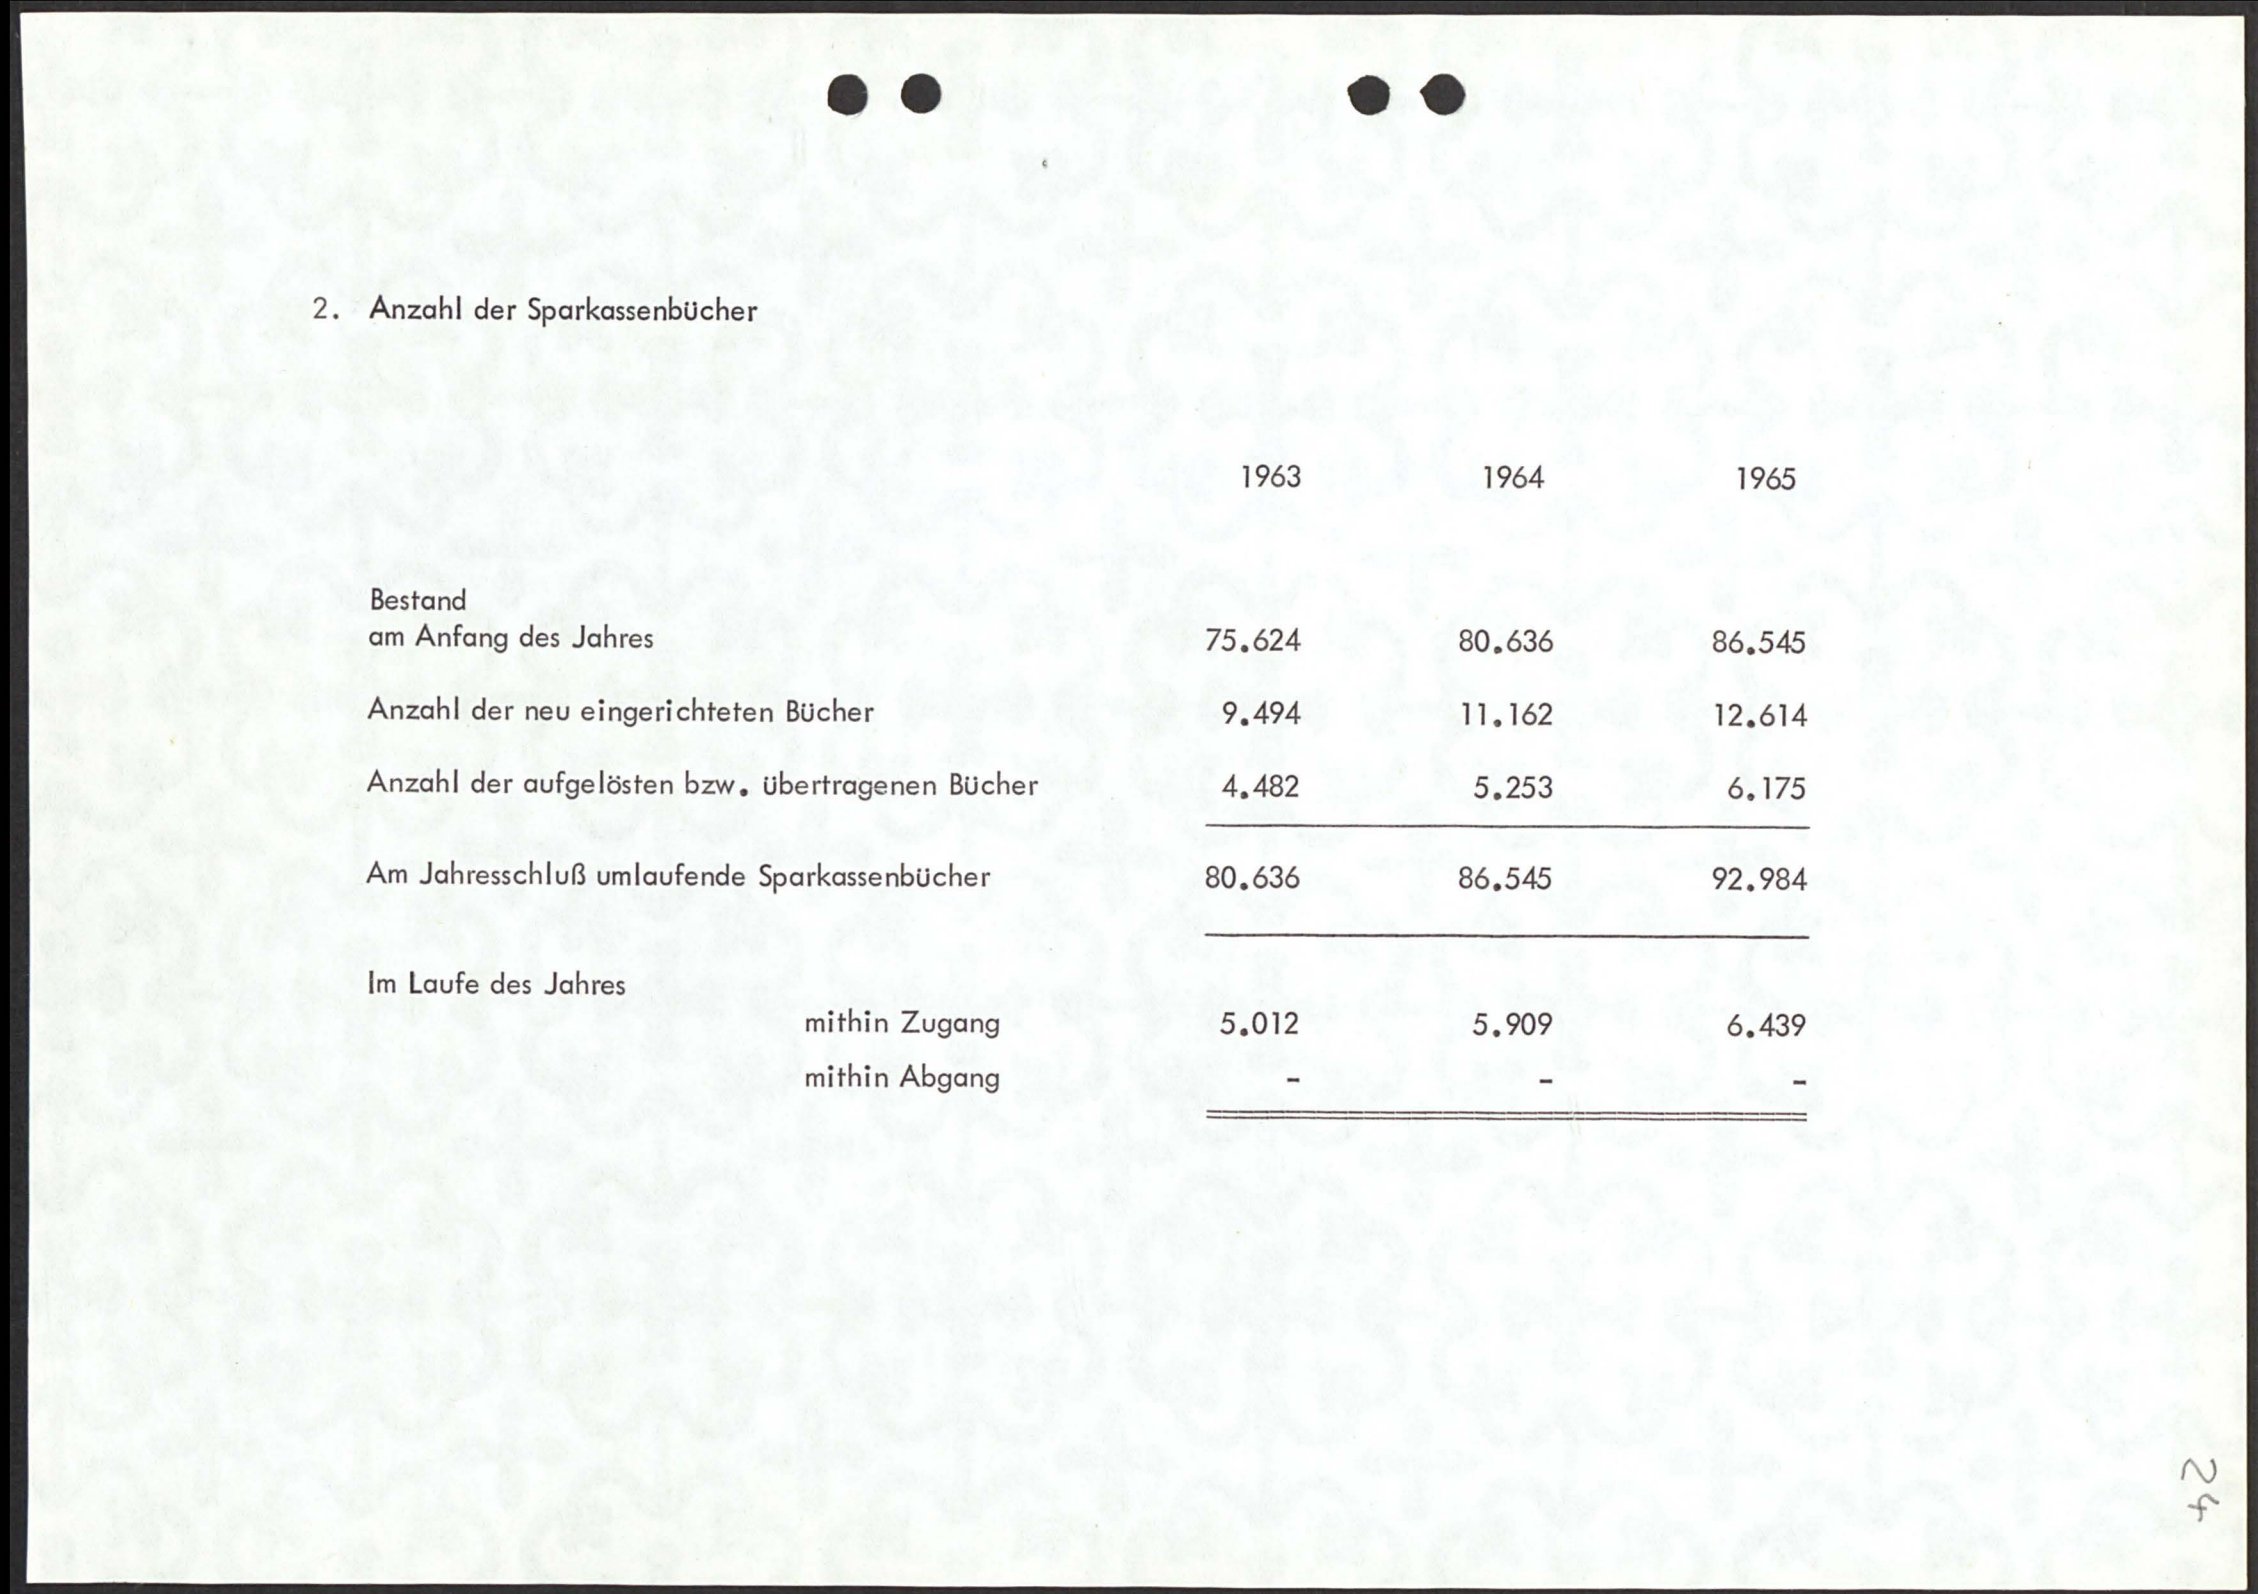 2. Anzahl der Sparkassenbücher
1963 1964 1965
Bestand
am Anfang des Jahres 75.624 80.636 86.545
Anzahl der neu eingerichteten Bücher 9.494 11.162 12.614
Anzahl der aufgelösten bzw. übertragenen Bücher 4.482 5.253 6.175
Am Jahresschluß umlaufende Sparkassenbücher 80.636 86.545 92.984
Im Laufe des Jahres
mithin Zugang 5.012 5.909 6.439
mithin Abgang - - -
24